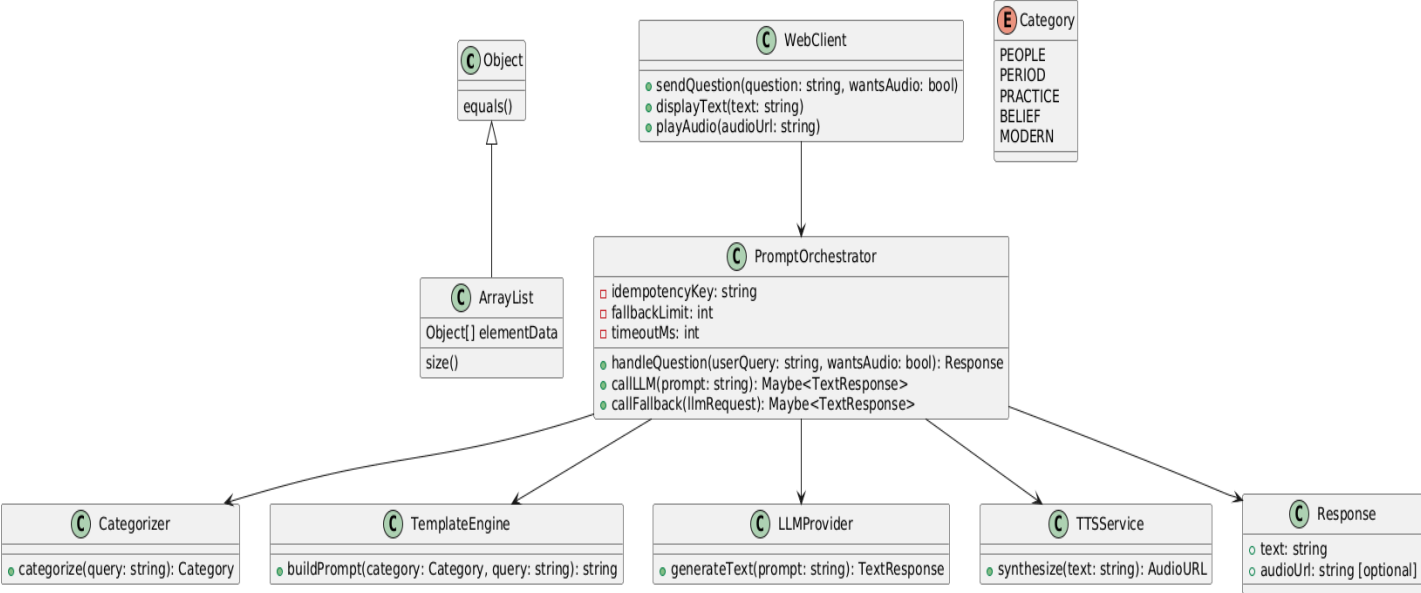 C Object
equals()
C WebClient
+ sendQuestion(question: string, wantsAudio: bool)
displayText(text: string)
playAudio(audioUrl: string)
E Category
PEOPLE
PERIOD
PRACTICE
BELIEF
MODERN
C ArrayList
Object[] elementData
size()
C PromptOrchestrator
idempotencyKey: string
fallbackLimit: int
timeoutMs: int
handleQuestion(userQuery: string, wantsAudio: bool): Response
callLLM(prompt: string): Maybe<TextResponse>
callFallback(llmRequest): Maybe<TextResponse>
C Categorizer
categorize(query: string): Category
C TemplateEngine
buildPrompt(category: Category, query: string): string
C LLMProvider
generateText(prompt: string): TextResponse
C TTSService
synthesize(text: string): AudioURL
C Response
text: string
audioUrl: string [optional]